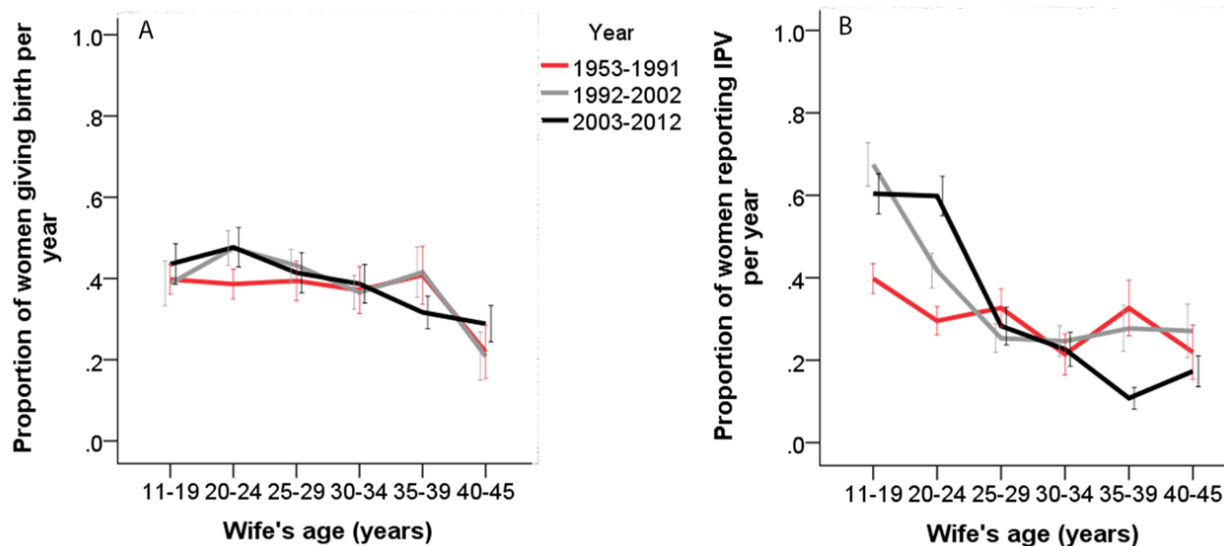 A
Proportion of women giving birth per
year
1.0
.8
.6
.4
.2
.0
11-19 20-24 25-29 30-34 35-39 40-45
Wife's age (years)
Year
1953-1991
1992-2002
2003-2012
B
Proportion of women reporting IPV
per year
1.0
.8
.6
.4
.2
.0
11-19 20-24 25-29 30-34 35-39 40-45
Wife's age (years)